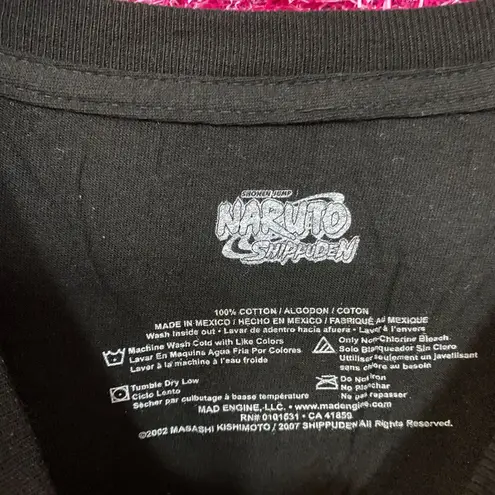 SHONEN JUMP
NARUTO
SHIPPUDEN
100% COTTON / ALGODON / COTON
MADE IN MEXICO / HECHO EN MEXICO / FABRIQUÉ AU MEXIQUE
Wash Inside out - Lavar de adentro hacia afuera - Laver à l'envers
Machine Wash Cold with Like Colors
Lavar En Maquina Agua Fria Por Colores
Laver a la machine à l'eau froide
Only Non-Chlorine Bleach
Solo Blanqueador Sin Cloro
Utiliser seulement un javellisant
sans chlore au besoin
Tumble Dry Low
Ciclo Lento
Sécher par culbutage à basse température
Do Not Iron
No Planchar
Ne pas repasser
MAD ENGINE, LLC. • www.madengine.com
RN# 0101531 - CA 41859
©2002 MASASHI KISHIMOTO / 2007 SHIPPUDEN All Rights Reserved.